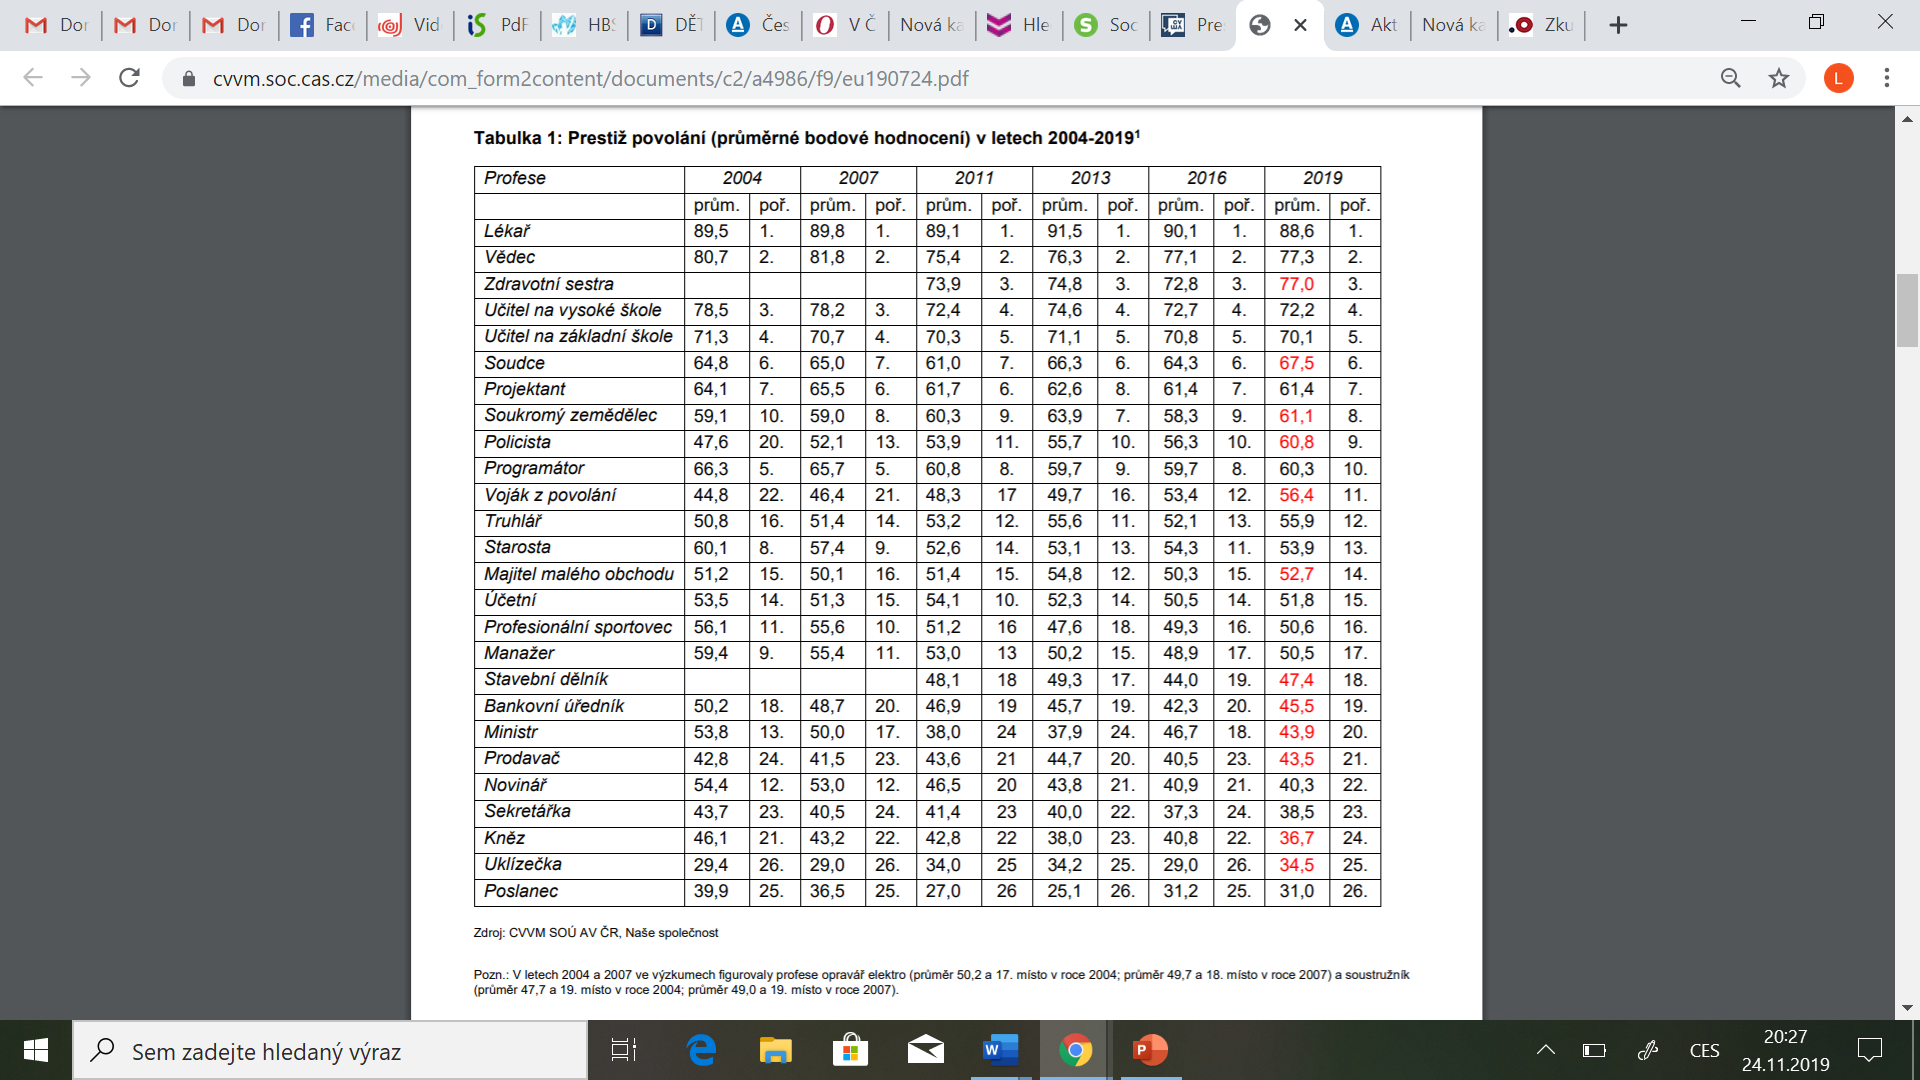 Dor
Dor
Dor
Fac
Vid
PdF
HBS
DĚT
Čes
V Č
Nová ka
Hle
Soc
Pre
Akt
Nová ka
Zku
cvvm.soc.cas.cz/media/com_form2content/documents/c2/a4986/f9/eu190724.pdf
L
Tabulka 1: Prestiž povolání (průměrné bodové hodnocení) v letech 2004-2019¹
Profese 2004 2007 2011 2013 2016 2019
prům. poř. prům. poř. prům. poř. prům. poř. prům. poř. prům. poř.
Lékař 89,5 1. 89,8 1. 89,1 1. 91,5 1. 90,1 1. 88,6 1.
Vědec 80,7 2. 81,8 2. 75,4 2. 76,3 2. 77,1 2. 77,3 2.
Zdravotní sestra 73,9 3. 74,8 3. 72,8 3. 77,0 3.
Učitel na vysoké škole 78,5 3. 78,2 3. 72,4 4. 74,6 4. 72,7 4. 72,2 4.
Učitel na základní škole 71,3 4. 70,7 4. 70,3 5. 71,1 5. 70,8 5. 70,1 5.
Soudce 64,8 6. 65,0 7. 61,0 7. 66,3 6. 64,3 6. 67,5 6.
Projektant 64,1 7. 65,5 6. 61,7 6. 62,6 8. 61,4 7. 61,4 7.
Soukromý zemědělec 59,1 10. 59,0 8. 60,3 9. 63,9 7. 58,3 9. 61,1 8.
Policista 47,6 20. 52,1 13. 53,9 11. 55,7 10. 56,3 10. 60,8 9.
Programátor 66,3 5. 65,7 5. 60,8 8. 59,7 9. 59,7 8. 60,3 10.
Voják z povolání 44,8 22. 46,4 21. 48,3 17 49,7 16. 53,4 12. 56,4 11.
Truhlář 50,8 16. 51,4 14. 53,2 12. 55,6 11. 52,1 13. 55,9 12.
Starosta 60,1 8. 57,4 9. 52,6 14. 53,1 13. 54,3 11. 53,9 13.
Majitel malého obchodu 51,2 15. 50,1 16. 51,4 15. 54,8 12. 50,3 15. 52,7 14.
Účetní 53,5 14. 51,3 15. 54,1 10. 52,3 14. 50,5 14. 51,8 15.
Profesionální sportovec 56,1 11. 55,6 10. 51,2 16 47,6 18. 49,3 16. 50,6 16.
Manažer 59,4 9. 55,4 11. 53,0 13 50,2 15. 48,9 17. 50,5 17.
Stavební dělník 48,1 18 49,3 17. 44,0 19. 47,4 18.
Bankovní úředník 50,2 18. 48,7 20. 46,9 19 45,7 19. 42,3 20. 45,5 19.
Ministr 53,8 13. 50,0 17. 38,0 24 37,9 24. 46,7 18. 43,9 20.
Prodavač 42,8 24. 41,5 23. 43,6 21 44,7 20. 40,5 23. 43,5 21.
Novinář 54,4 12. 53,0 12. 46,5 20 43,8 21. 40,9 21. 40,3 22.
Sekretářka 43,7 23. 40,5 24. 41,4 23 40,0 22. 37,3 24. 38,5 23.
Kněz 46,1 21. 43,2 22. 42,8 22 38,0 23. 40,8 22. 36,7 24.
Uklízečka 29,4 26. 29,0 26. 34,0 25 34,2 25. 29,0 26. 34,5 25.
Poslanec 39,9 25. 36,5 25. 27,0 26 25,1 26. 31,2 25. 31,0 26.
Zdroj: CVVM SOÚ AV ČR, Naše společnost
Pozn.: V letech 2004 a 2007 ve výzkumech figurovaly profese opravář elektro (průměr 50,2 a 17. místo v roce 2004; průměr 49,7 a 18. místo v roce 2007) a soustružník
(průměr 47,7 a 19. místo v roce 2004; průměr 49,0 a 19. místo v roce 2007).
Sem zadejte hledaný výraz
CES
20:27
24.11.2019